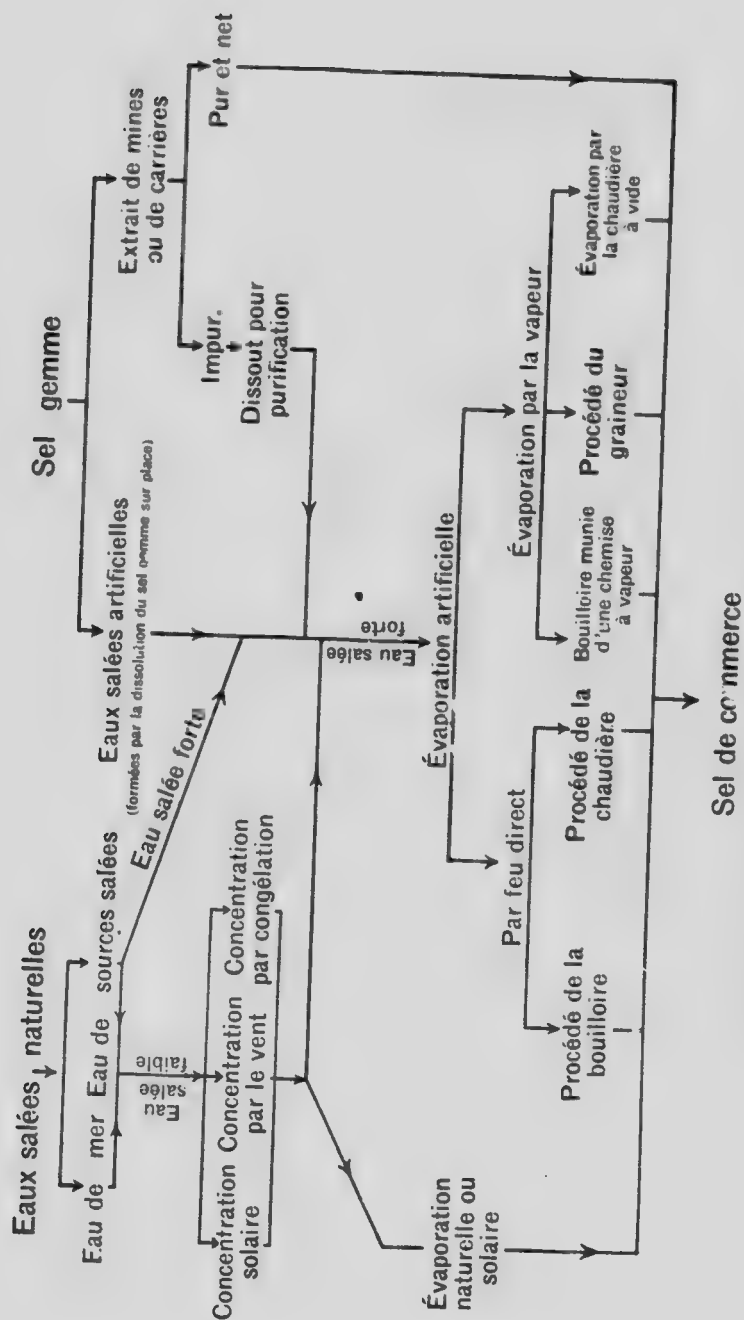 Eaux salées naturelles
Sel gemme
Eau de mer
Eau de sources salées
Eaux salées artificielles
(formées par la dissolution du sel gemme sur place)
Extrait de mines
ou de carrières
Eau salée
faible
Eau salée forte
Impur.
Pur et net
Dissout pour
purification
Concentration
solaire
Concentration
par le vent
Concentration
par congélation
Eau salée
forte
Évaporation
naturelle ou
solaire
Évaporation artificielle
Par feu direct
Évaporation par la vapeur
Procédé de la
bouilloire
Procédé de la
chaudière
Bouilloire munie
d'une chemise
à vapeur
Procédé du
graineur
Évaporation par
la chaudière
à vide
Sel de commerce